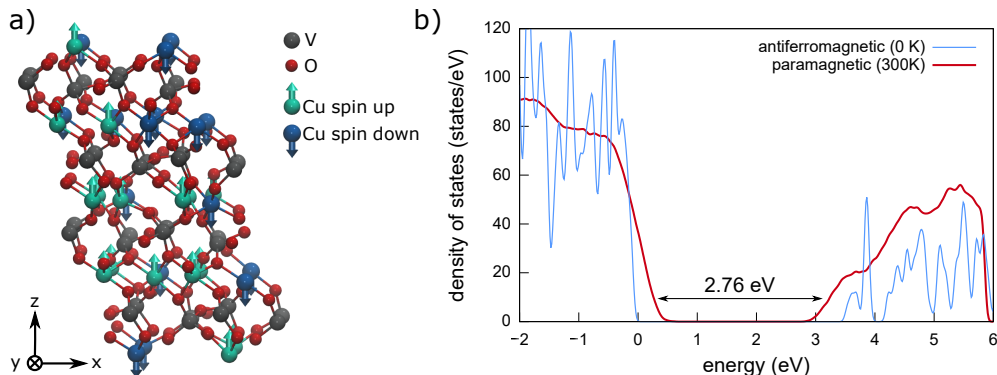 a)
V
O
Cu spin up
Cu spin down
z
y
x
b)
antiferromagnetic (0 K)
paramagnetic (300K)
density of states (states/eV)
120
100
80
60
40
20
0
2.76 eV
−2 −1 0 1 2 3 4 5 6
energy (eV)